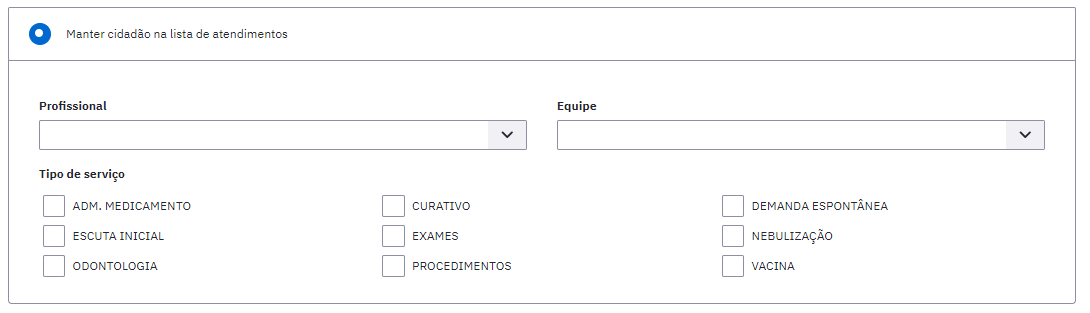 Manter cidadão na lista de atendimentos
Profissional Equipe
Tipo de serviço
ADM. MEDICAMENTO CURATIVO DEMANDA ESPONTÂNEA
ESCUTA INICIAL EXAMES NEBULIZAÇÃO
ODONTOLOGIA PROCEDIMENTOS VACINA